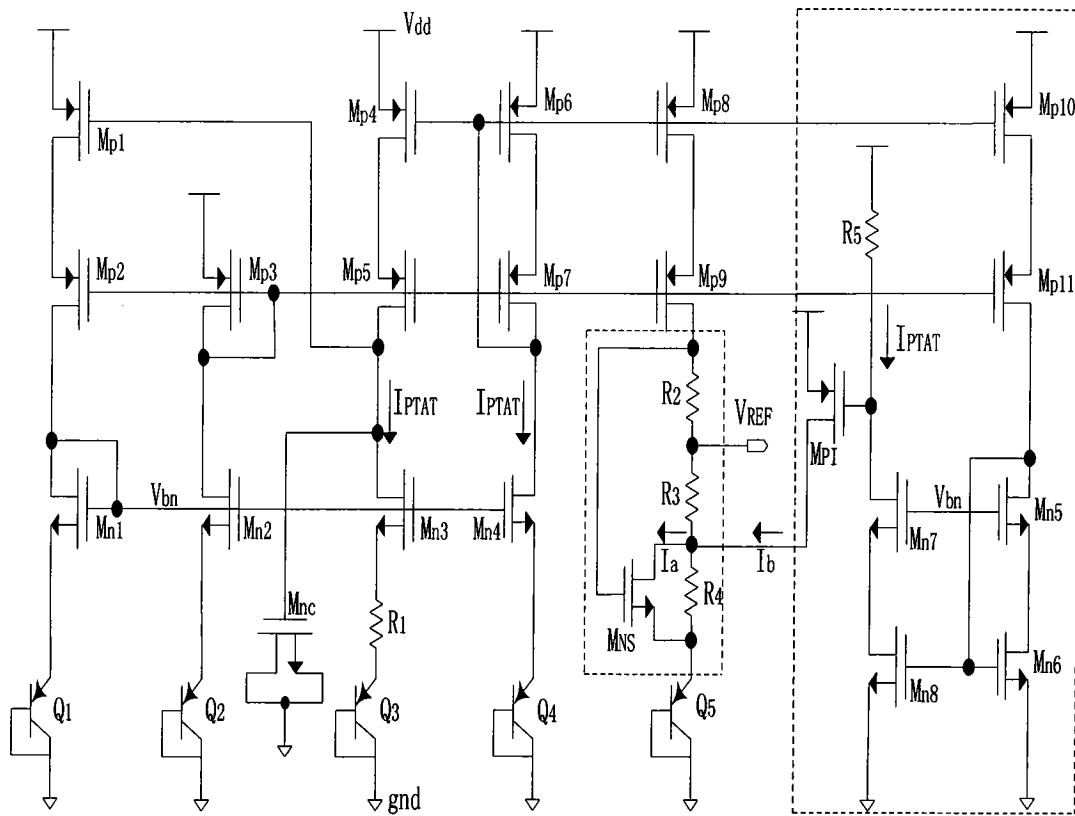 Vdd
Mp1
Mp4
Mp6
Mp8
Mp10
R5
Mp2
Mp3
Mp5
Mp7
Mp9
Mp11
IPTAT
IPTAT
IPTAT
R2
VREF
MPI
R3
Vbn
Mn1
Mn2
Mn3
Mn4
Ia
Ib
Vbn
Mn7
Mn5
Mnc
R1
MNS
R4
Mn8
Mn6
Q1
Q2
Q3
Q4
Q5
gnd